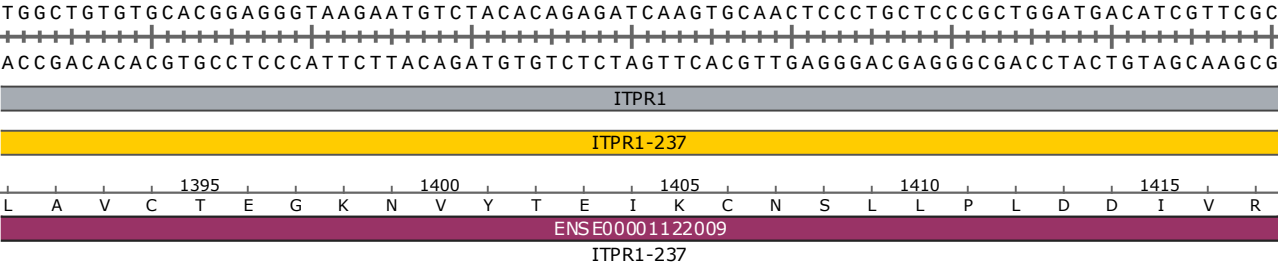 TGGCTGTGTGCACGGAGGGTAAGAATGTCTACACAGAGATCAAGTGCAACTCCCTGCTCCCGCTGGATGACATCGTTCGC
ACCGACACACGTGCCTCCCATTCTTACAGATGTGTCTCTAGTTCACGTTGAGGGACGAGGGCGACCTACTGTAGCAAGCG
ITPR1
ITPR1-237
1395 1400 1405 1410 1415
L A V C T E G K N V Y T E I K C N S L L P L D D I V R
ENSE00001122009
ITPR1-237